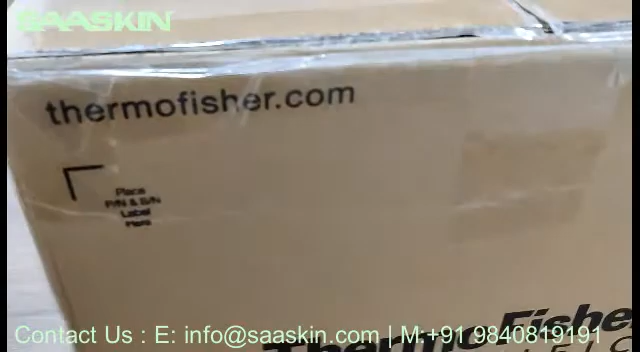 SAASKIN
thermofisher.com
Place
P/N & S/N
Label
Here
ThermoFisher
Contact Us : E: info@saaskin.com | M:+91 9840819191